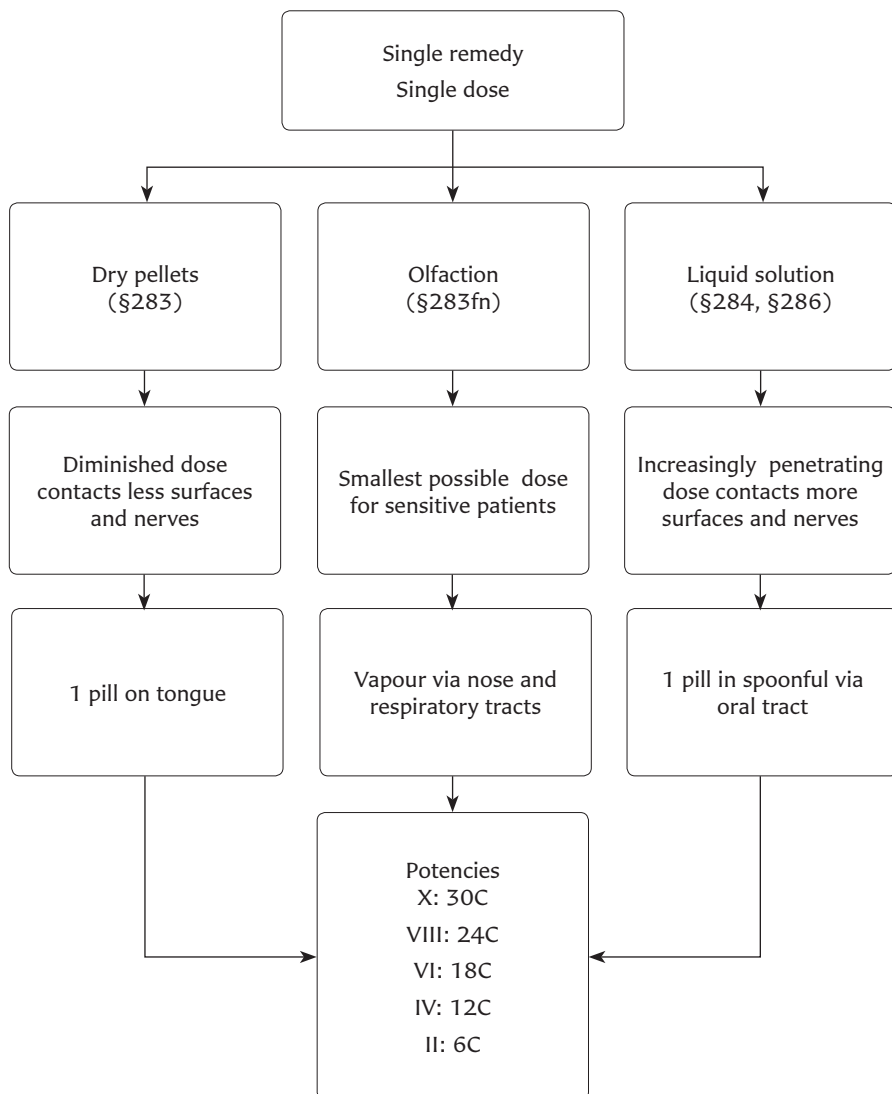 Single remedy
Single dose
Dry pellets
(§283)
Olfaction
(§283fn)
Liquid solution
(§284, §286)
Diminished dose
contacts less surfaces
and nerves
Smallest possible dose
for sensitive patients
Increasingly penetrating
dose contacts more
surfaces and nerves
1 pill on tongue
Vapour via nose and
respiratory tracts
1 pill in spoonful via
oral tract
Potencies
X: 30C
VIII: 24C
VI: 18C
IV: 12C
II: 6C